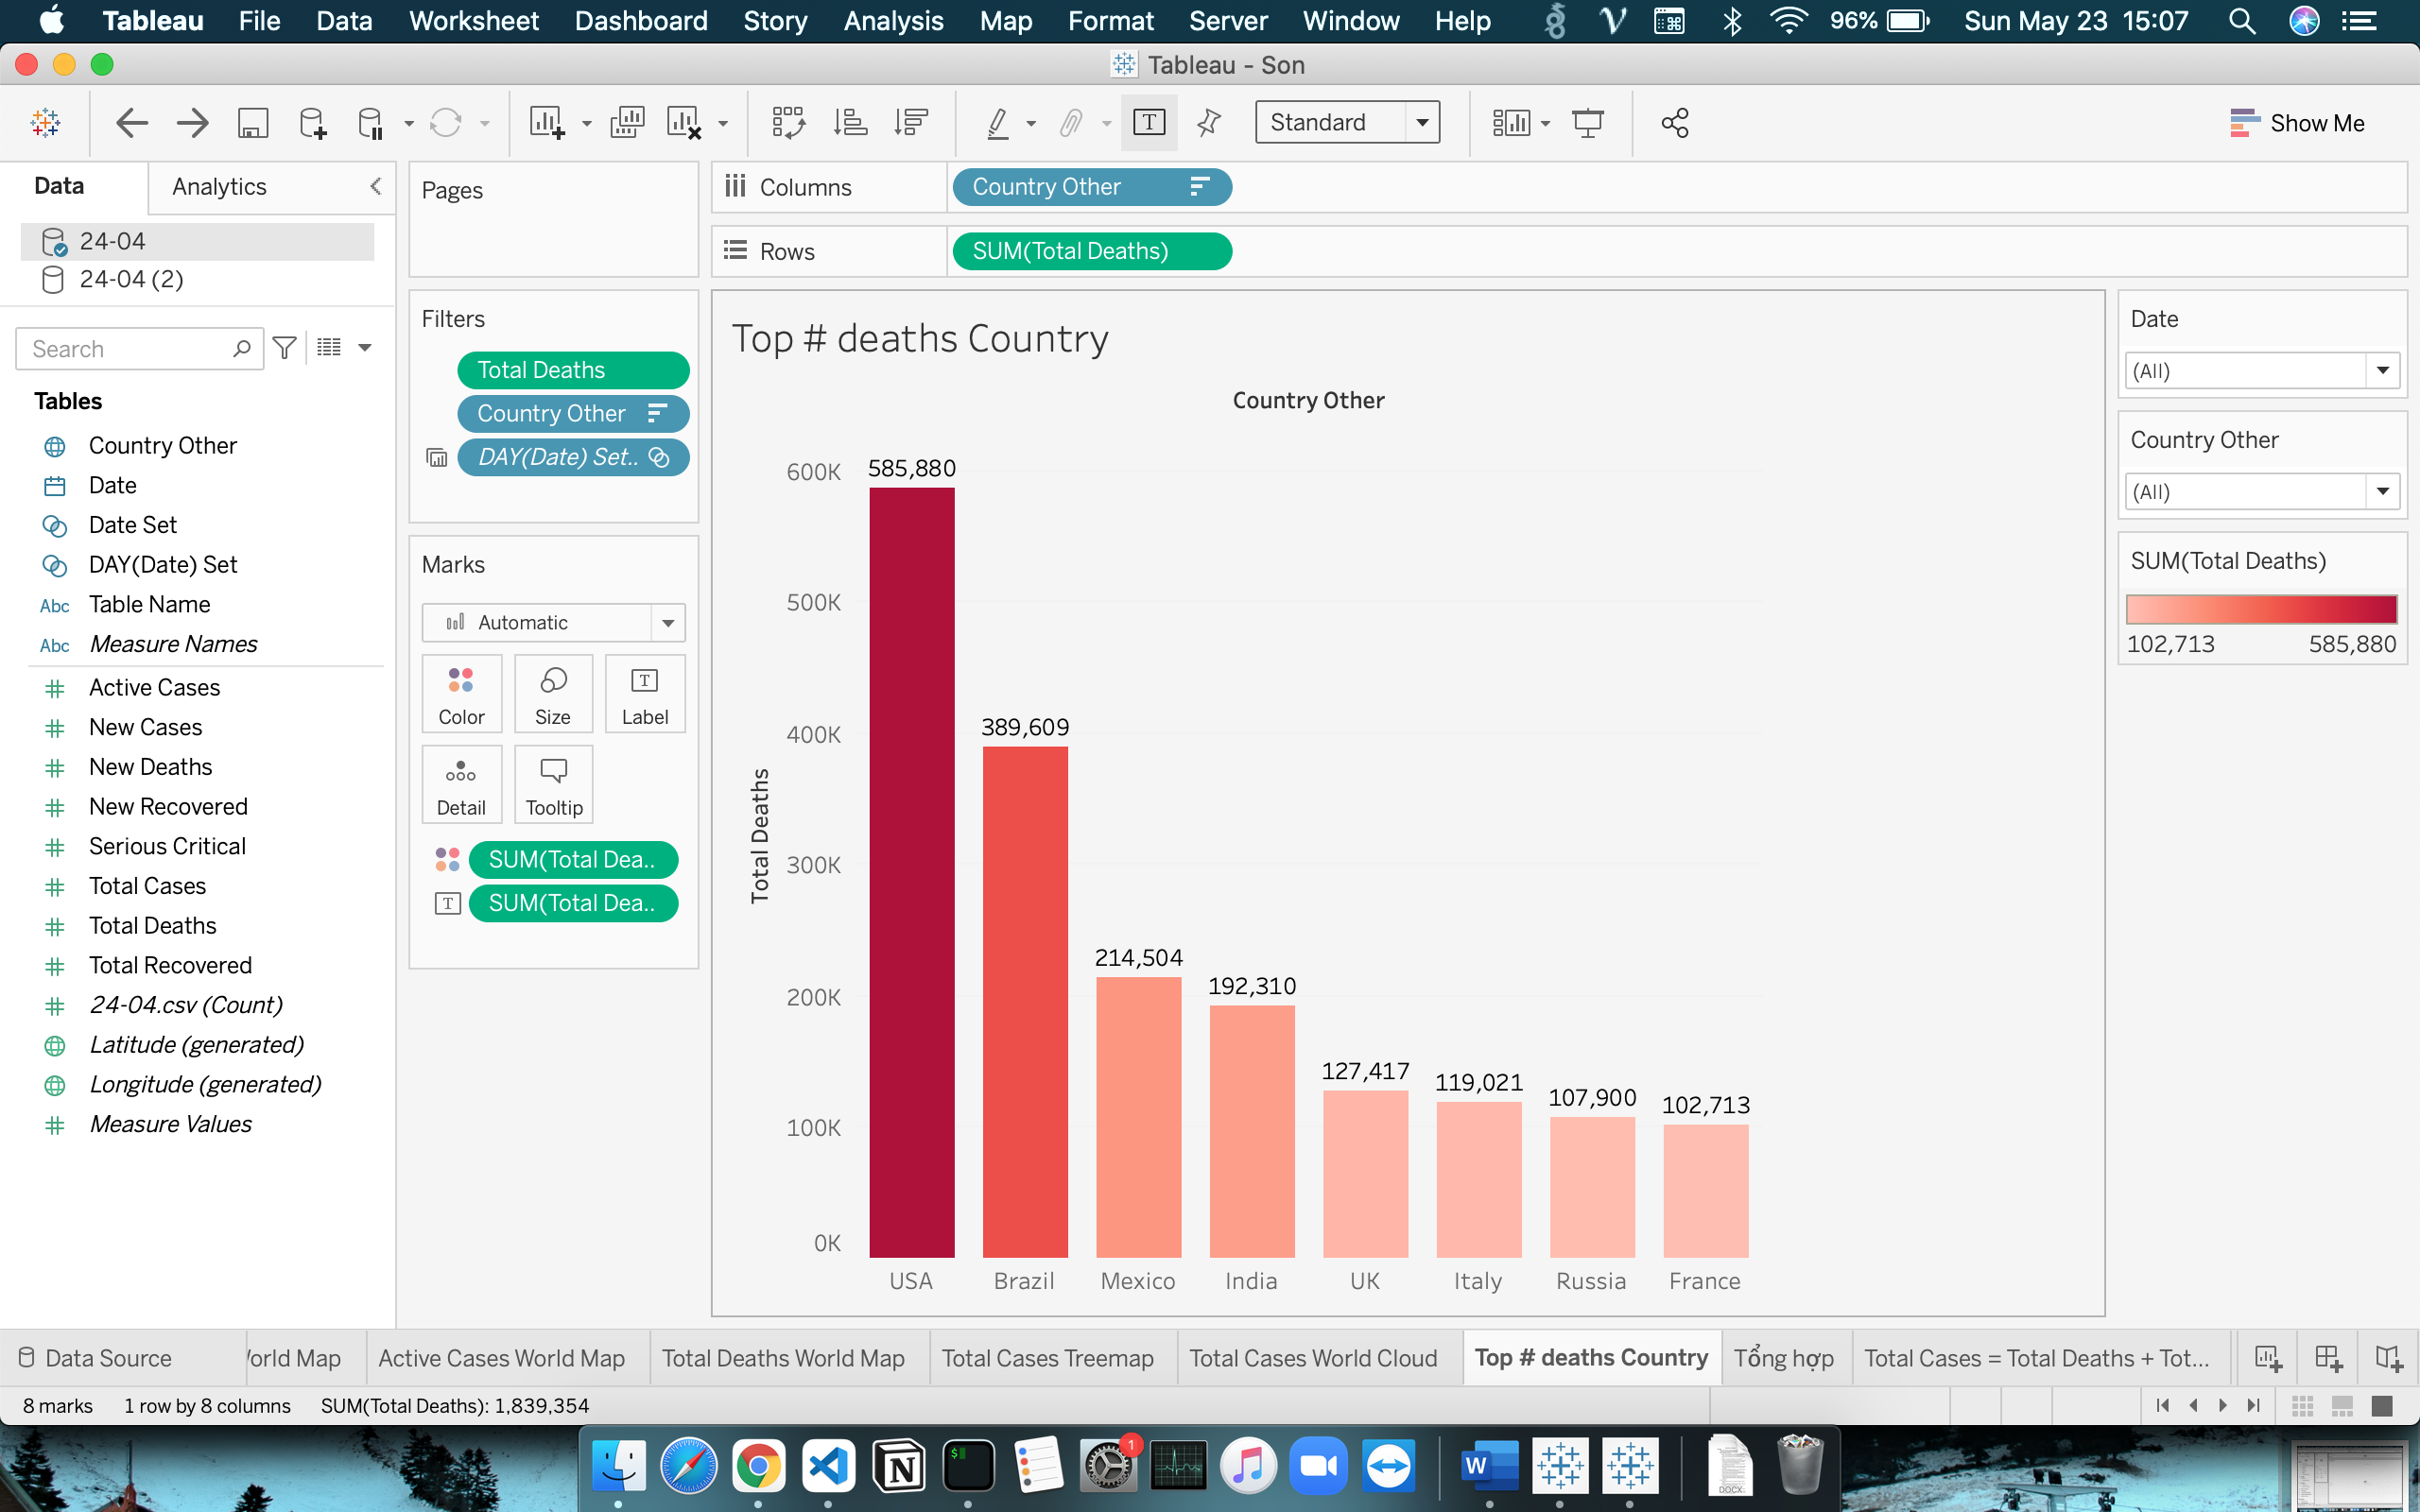 Tableau File Data Worksheet Dashboard Story Analysis Map Format Server Window Help 96% Sun May 23 15:07
Tableau - Son
Standard
Show Me
Data Analytics
24-04
24-04 (2)
Search
Tables
Country Other
Date
Date Set
DAY(Date) Set
Abc Table Name
Abc Measure Names
Active Cases
New Cases
New Deaths
New Recovered
Serious Critical
Total Cases
Total Deaths
Total Recovered
24-04.csv (Count)
Latitude (generated)
Longitude (generated)
Measure Values
Pages
Filters
Total Deaths
Country Other
DAY(Date) Set..
Marks
Automatic
Color Size Label
Detail Tooltip
SUM(Total Dea..
SUM(Total Dea..
Columns Country Other
Rows SUM(Total Deaths)
Top # deaths Country
Country Other
Total Deaths
600K
500K
400K
300K
200K
100K
0K
585,880
389,609
214,504
192,310
127,417
119,021
107,900
102,713
USA Brazil Mexico India UK Italy Russia France
Date
(All)
Country Other
(All)
SUM(Total Deaths)
102,713 585,880
Data Source orld Map Active Cases World Map Total Deaths World Map Total Cases Treemap Total Cases World Cloud Top # deaths Country Tổng hợp Total Cases = Total Deaths + Tot...
8 marks 1 row by 8 columns SUM(Total Deaths): 1,839,354
1
W
DOCX